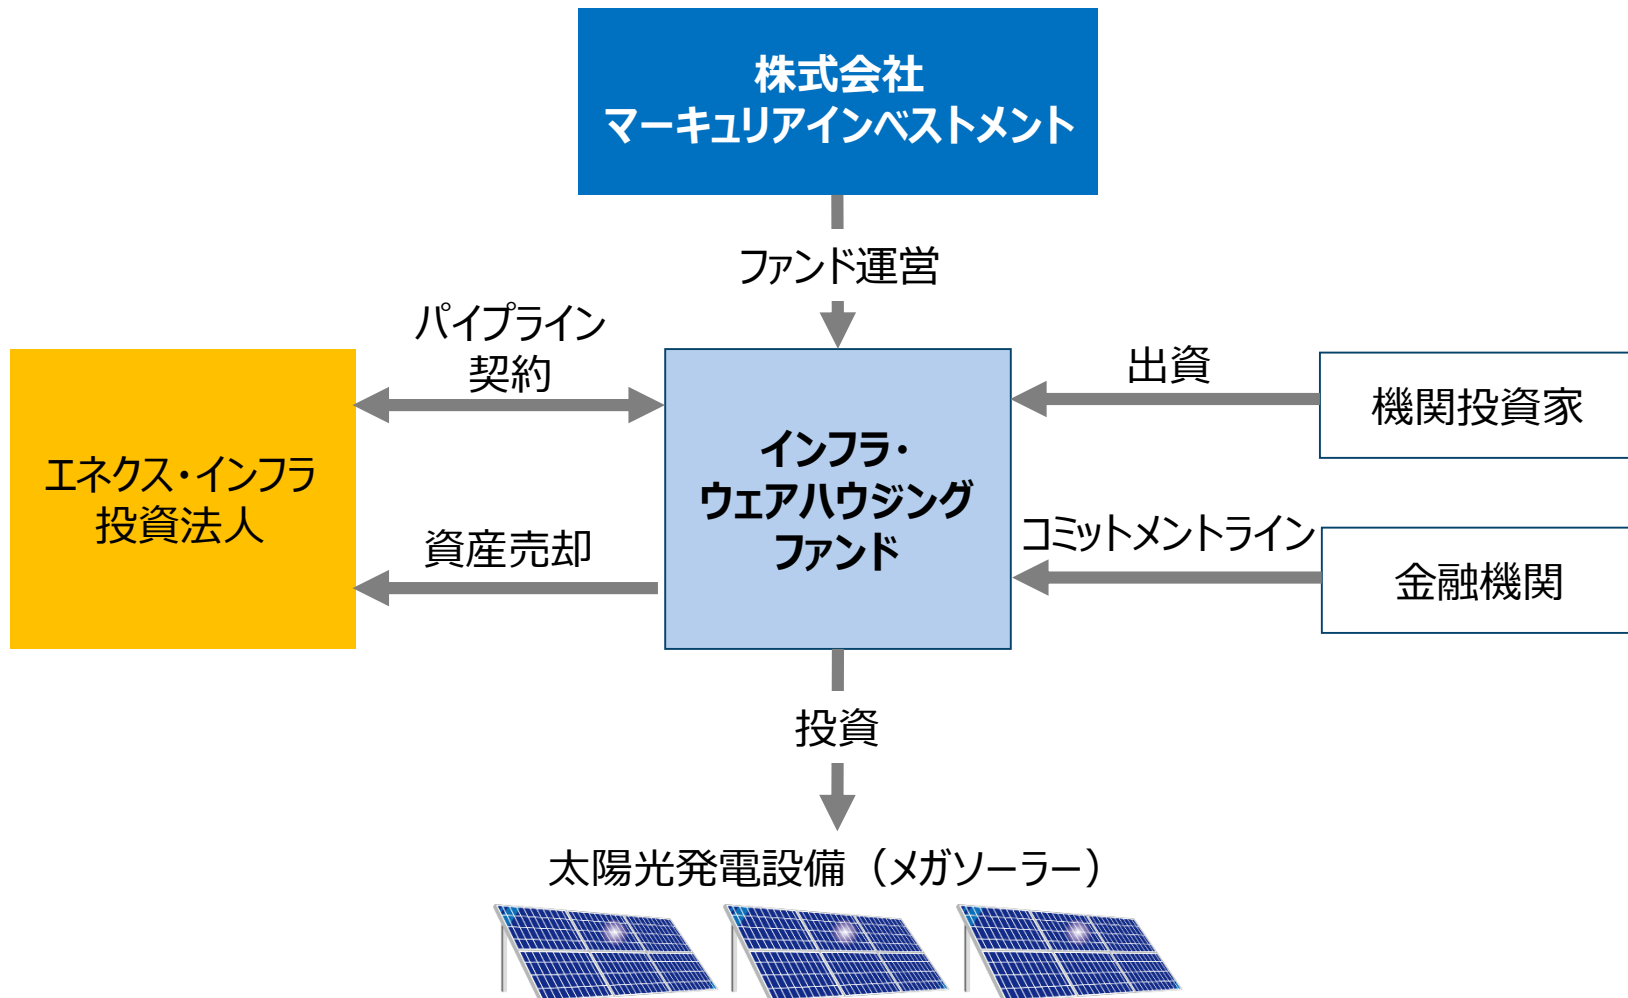 株式会社
マーキュリアインベストメント
ファンド運営
パイプライン
契約
出資
機関投資家
エネクス・インフラ
投資法人
インフラ・
ウェアハウジング
ファンド
資産売却
コミットメントライン
金融機関
投資
太陽光発電設備（メガソーラー）